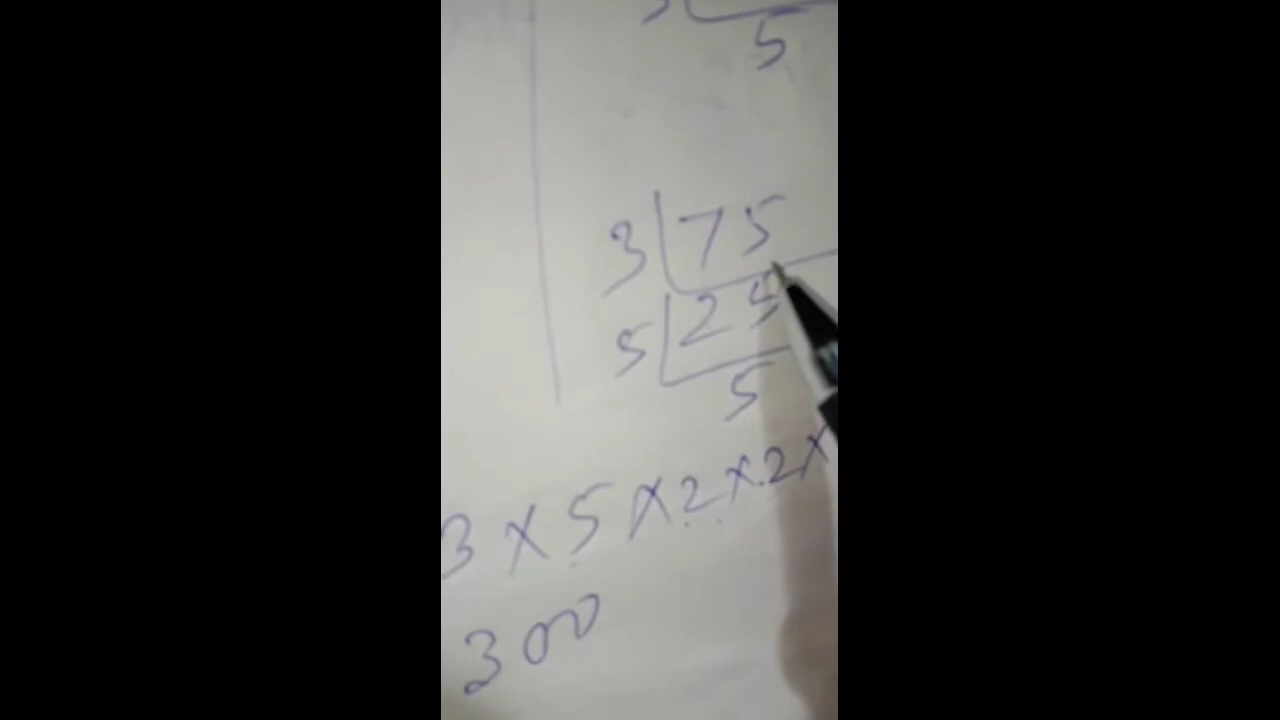 5
3 | 75
5 | 25
5
3 x 5 x 2 x 2 x
300